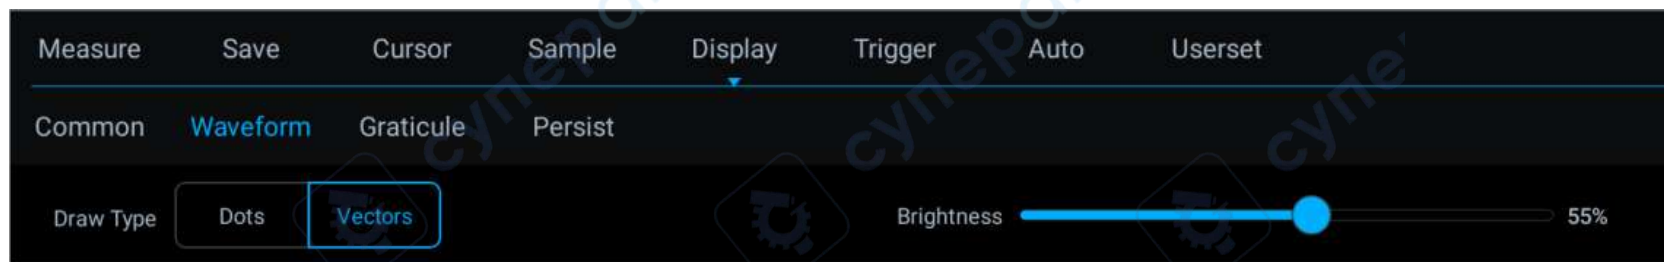 Measure Save Cursor Sample Display Trigger Auto Userset
Common Waveform Graticule Persist
Draw Type Dots Vectors Brightness 55%